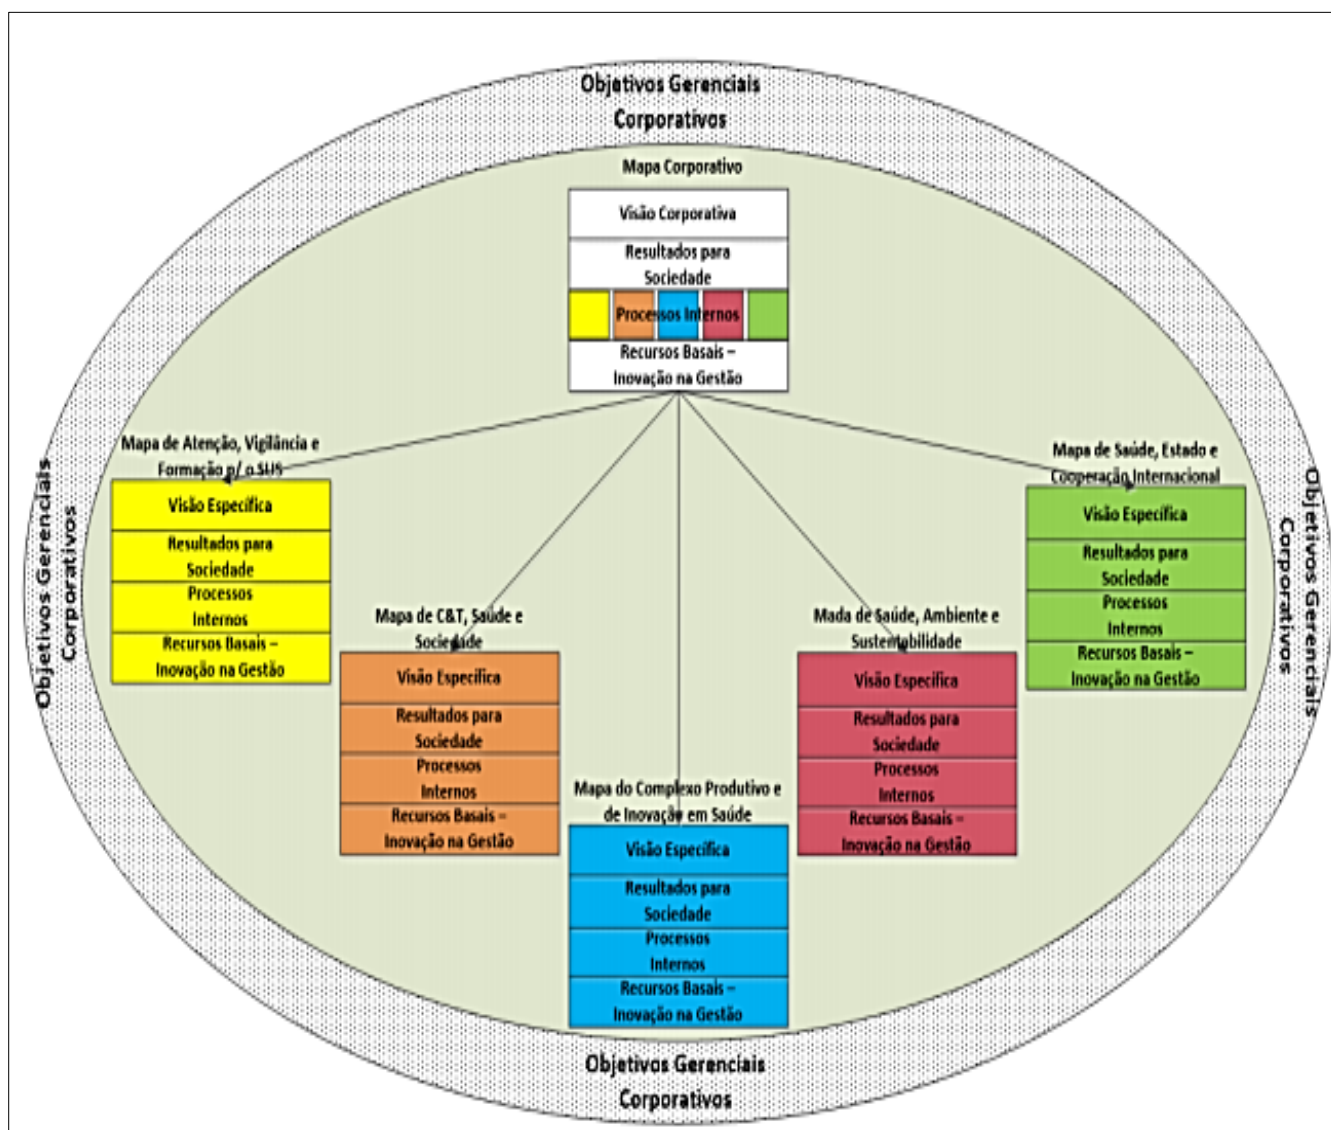 Objetivos Gerenciais
Corporativos
Mapa Corporativo
Visão Corporativa
Resultados para
Sociedade
Processos Internos
Recursos Basais –
Inovação na Gestão
Objetivos Gerenciais
Corporativos
Mapa de Atenção, Vigilância e
Formação p/ o SUS
Visão Específica
Resultados para
Sociedade
Processos
Internos
Recursos Basais –
Inovação na Gestão
Mapa de C&T, Saúde e
Sociedade
Visão Específica
Resultados para
Sociedade
Processos
Internos
Recursos Basais –
Inovação na Gestão
Mapa do Complexo Produtivo e
de Inovação em Saúde
Visão Específica
Resultados para
Sociedade
Processos
Internos
Recursos Basais –
Inovação na Gestão
Mada de Saúde, Ambiente e
Sustentabilidade
Visão Específica
Resultados para
Sociedade
Processos
Internos
Recursos Basais –
Inovação na Gestão
Mapa de Saúde, Estado e
Cooperação Internacional
Visão Específica
Resultados para
Sociedade
Processos
Internos
Recursos Basais –
Inovação na Gestão
Objetivos Gerenciais
Corporativos
Objetivos Gerenciais
Corporativos